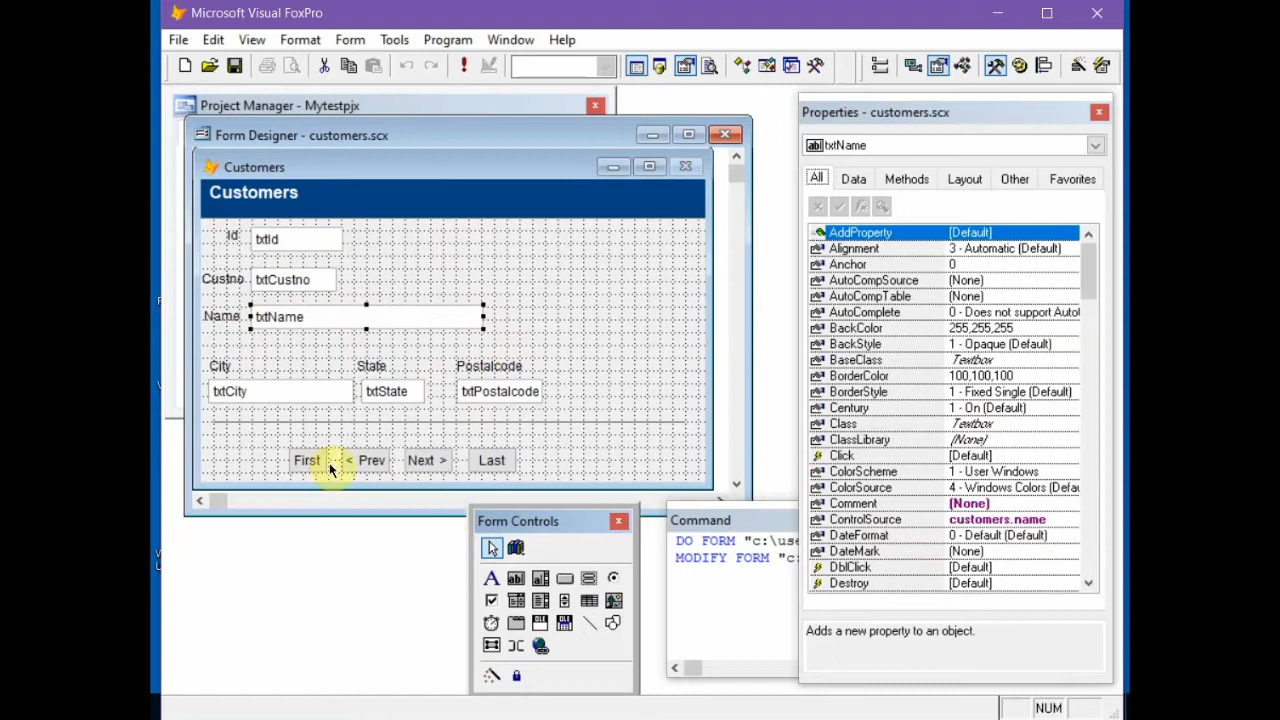 Microsoft Visual FoxPro
File Edit View Format Form Tools Program Window Help
Project Manager - Mytestpjx
Form Designer - customers.scx
Customers
Customers
Id txtId
Custno txtCustno
Name txtName
City State Postalcode
txtCity txtState txtPostalcode
First < Prev Next > Last
Form Controls
Command
DO FORM "c:\use
MODIFY FORM "c:
Properties - customers.scx
txtName
All Data Methods Layout Other Favorites
AddProperty [Default]
Alignment 3 - Automatic (Default)
Anchor 0
AutoCompSource (None)
AutoCompTable (None)
AutoComplete 0 - Does not support Autol
BackColor 255,255,255
BackStyle 1 - Opaque (Default)
BaseClass Textbox
BorderColor 100,100,100
BorderStyle 1 - Fixed Single (Default)
Century 1 - On (Default)
Class Textbox
ClassLibrary (None)
Click [Default]
ColorScheme 1 - User Windows
ColorSource 4 - Windows Colors (Defau
Comment (None)
ControlSource customers.name
DateFormat 0 - Default (Default)
DateMark (None)
DblClick [Default]
Destroy [Default]
Adds a new property to an object.
NUM